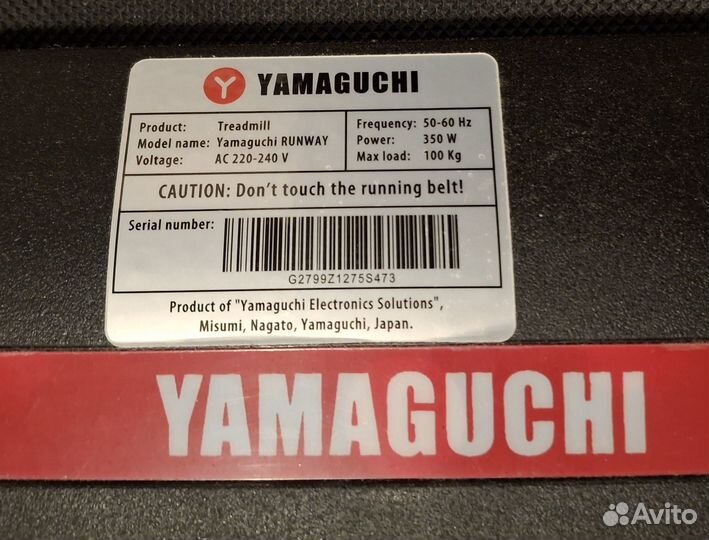 Y YAMAGUCHI
Product: Treadmill
Model name: Yamaguchi RUNWAY
Voltage: AC 220-240 V
Frequency: 50-60 Hz
Power: 350 W
Max load: 100 Kg
CAUTION: Don't touch the running belt!
Serial number:
G2799Z1275S473
Product of "Yamaguchi Electronics Solutions",
Misumi, Nagato, Yamaguchi, Japan.
YAMAGUCHI
Avito